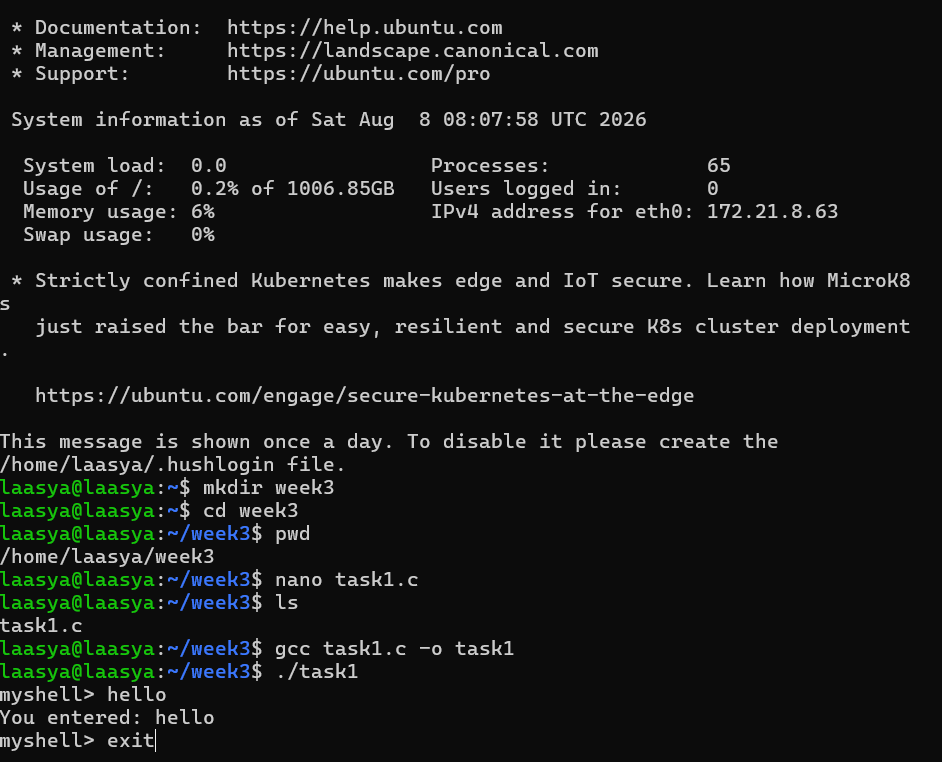 * Documentation:  https://help.ubuntu.com
 * Management:     https://landscape.canonical.com
 * Support:        https://ubuntu.com/pro

 System information as of Sat Aug  8 08:07:58 UTC 2026

  System load:  0.0                 Processes:             65
  Usage of /:   0.2% of 1006.85GB   Users logged in:       0
  Memory usage: 6%                  IPv4 address for eth0: 172.21.8.63
  Swap usage:   0%

 * Strictly confined Kubernetes makes edge and IoT secure. Learn how MicroK8
s
   just raised the bar for easy, resilient and secure K8s cluster deployment
.

   https://ubuntu.com/engage/secure-kubernetes-at-the-edge

This message is shown once a day. To disable it please create the
/home/laasya/.hushlogin file.
laasya@laasya:~$ mkdir week3
laasya@laasya:~$ cd week3
laasya@laasya:~/week3$ pwd
/home/laasya/week3
laasya@laasya:~/week3$ nano task1.c
laasya@laasya:~/week3$ ls
task1.c
laasya@laasya:~/week3$ gcc task1.c -o task1
laasya@laasya:~/week3$ ./task1
myshell> hello
You entered: hello
myshell> exit